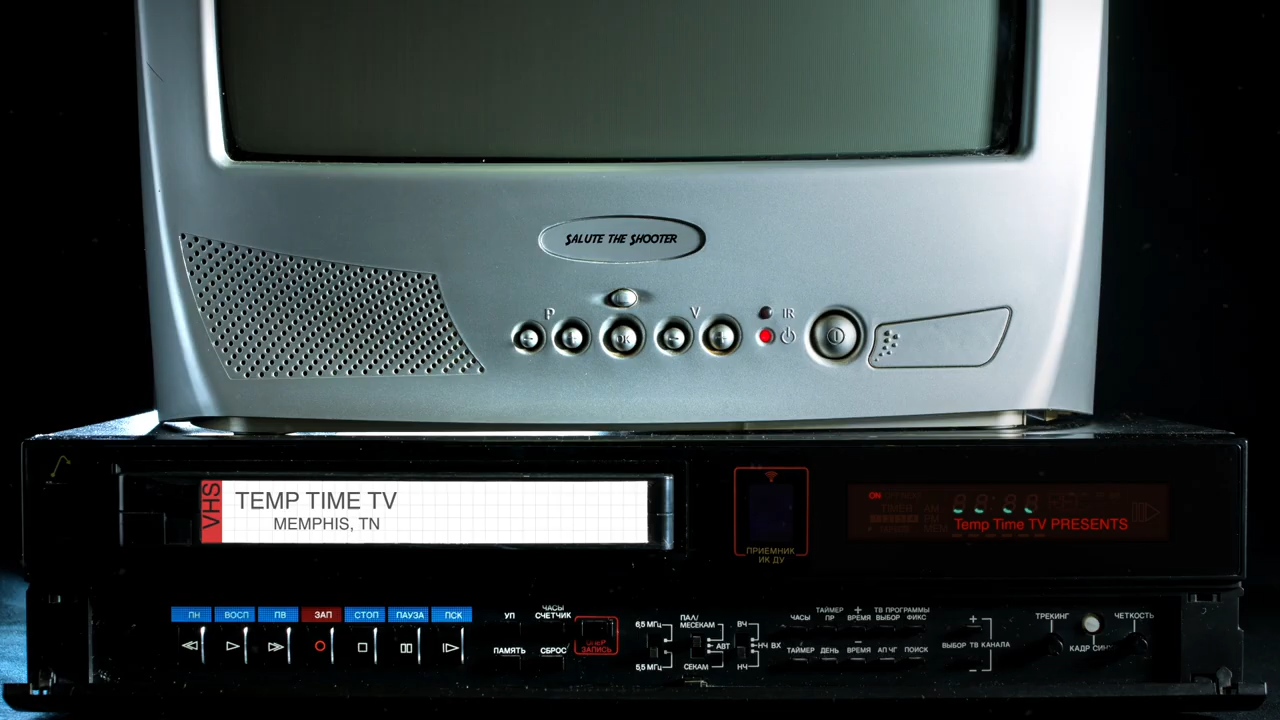 SALUTE THE SHOOTER
P
V
IR
OK
VHS
TEMP TIME TV
MEMPHIS, TN
ON
TIMER
AM
PM
Temp Time TV PRESENTS
ПРИЕМНИК
ИК ДУ
ПН ВОСП ПВ ЗАП СТОП ПАУЗА ПСК
УП
ЧАСЫ
СЧЕТЧИК
ПАМЯТЬ
СБРОС
ЗАПИСЬ
6,5 МГц
5,5 МГц
ПАЛ/
МЕСЕКАМ
АВТ
СЕКАМ
ВЧ
НЧ ВХ
НЧ
ТАЙМЕР + ТВ ПРОГРАММЫ
ЧАСЫ ПР ВРЕМЯ ВЫБОР ФИКС
ТАЙМЕР ДЕНЬ ВРЕМЯ АПЧГ ПОИСК
+
ВЫБОР ТВ КАНАЛА
ТРЕКИНГ
ЧЕТКОСТЬ
КАДР